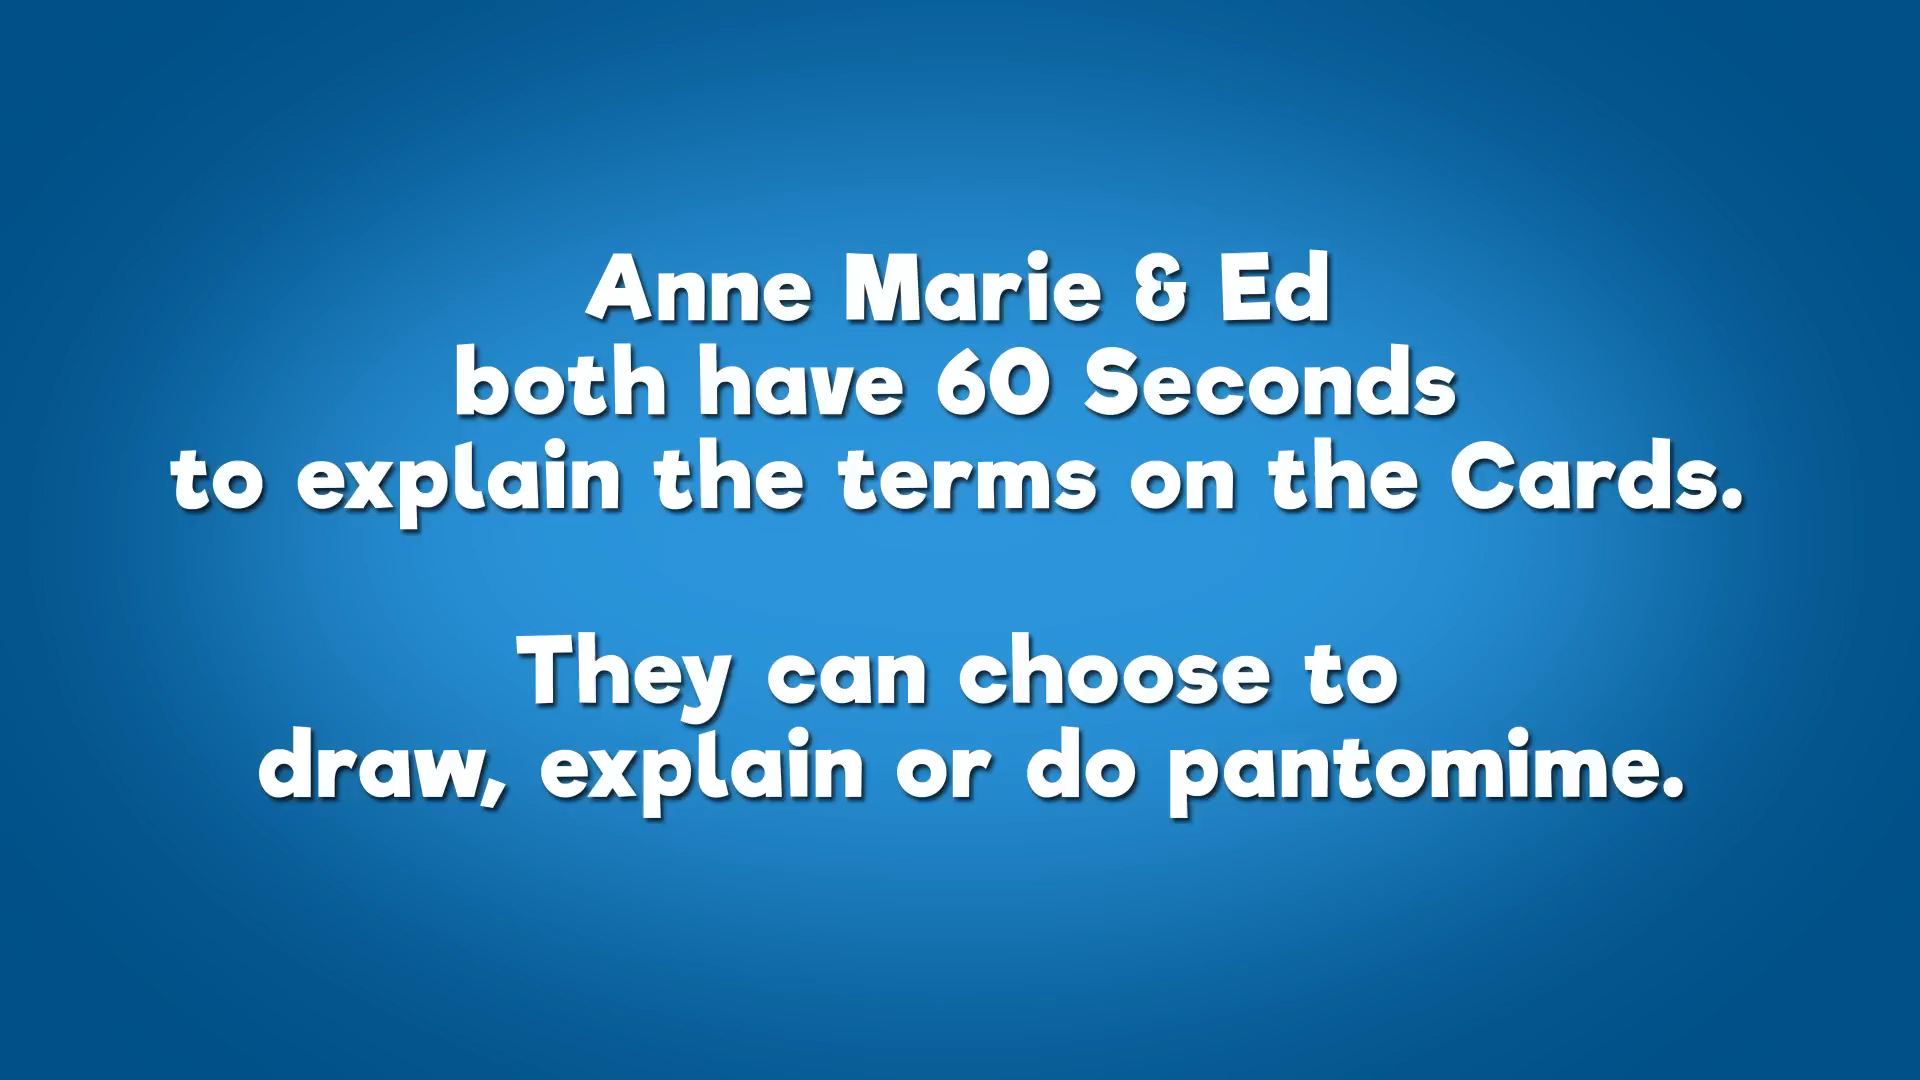 Anne Marie & Ed
both have 60 Seconds
to explain the terms on the Cards.
They can choose to
draw, explain or do pantomime.